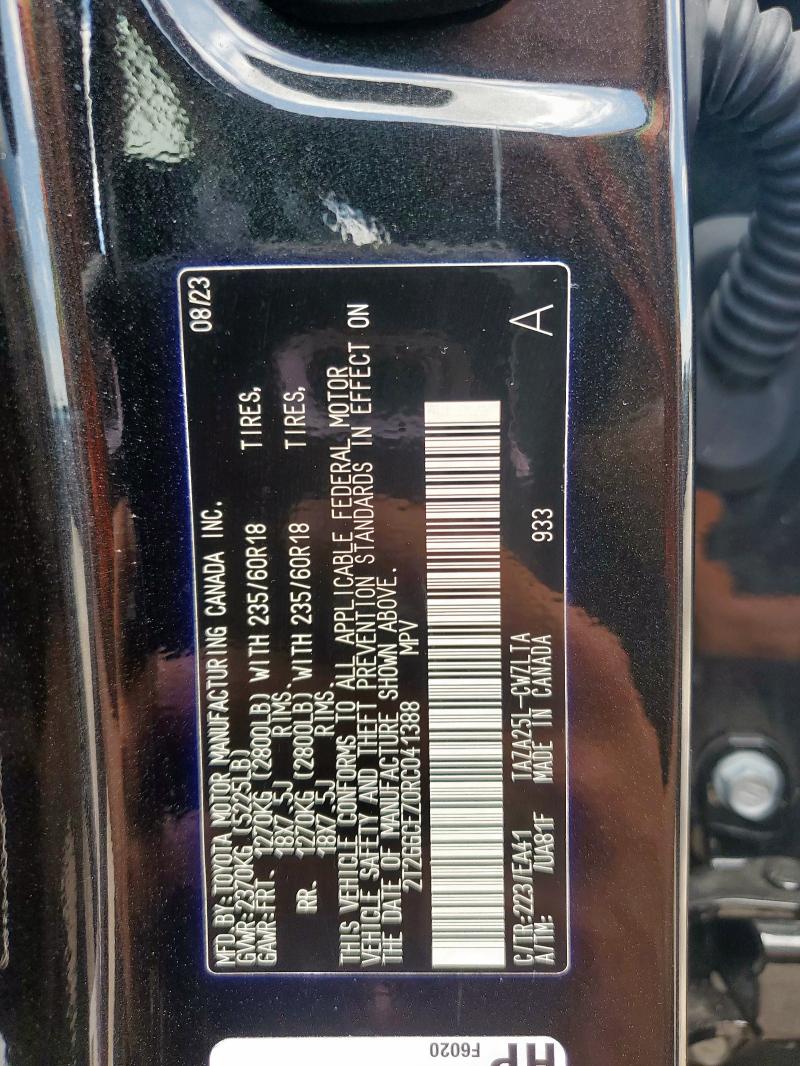 MFD.BY:TOYOTA MOTOR MANUFACTURING CANADA INC. 08/23
GVWR:2370KG (5225LB)
GAWR:FRT. 1270KG (2800LB) WITH 235/60R18 TIRES,
18X7.5J RIMS.
RR. 1270KG (2800LB) WITH 235/60R18 TIRES,
18X7.5J RIMS.
THIS VEHICLE CONFORMS TO ALL APPLICABLE FEDERAL MOTOR
VEHICLE SAFETY AND THEFT PREVENTION STANDARDS IN EFFECT ON
THE DATE OF MANUFACTURE SHOWN ABOVE.
2T2GGCEZ0RC041388 MPV
C/TR:223/EA41 TAZA25L-CWZLTA 933 A
A/TM: /UA81F MADE IN CANADA
F6020